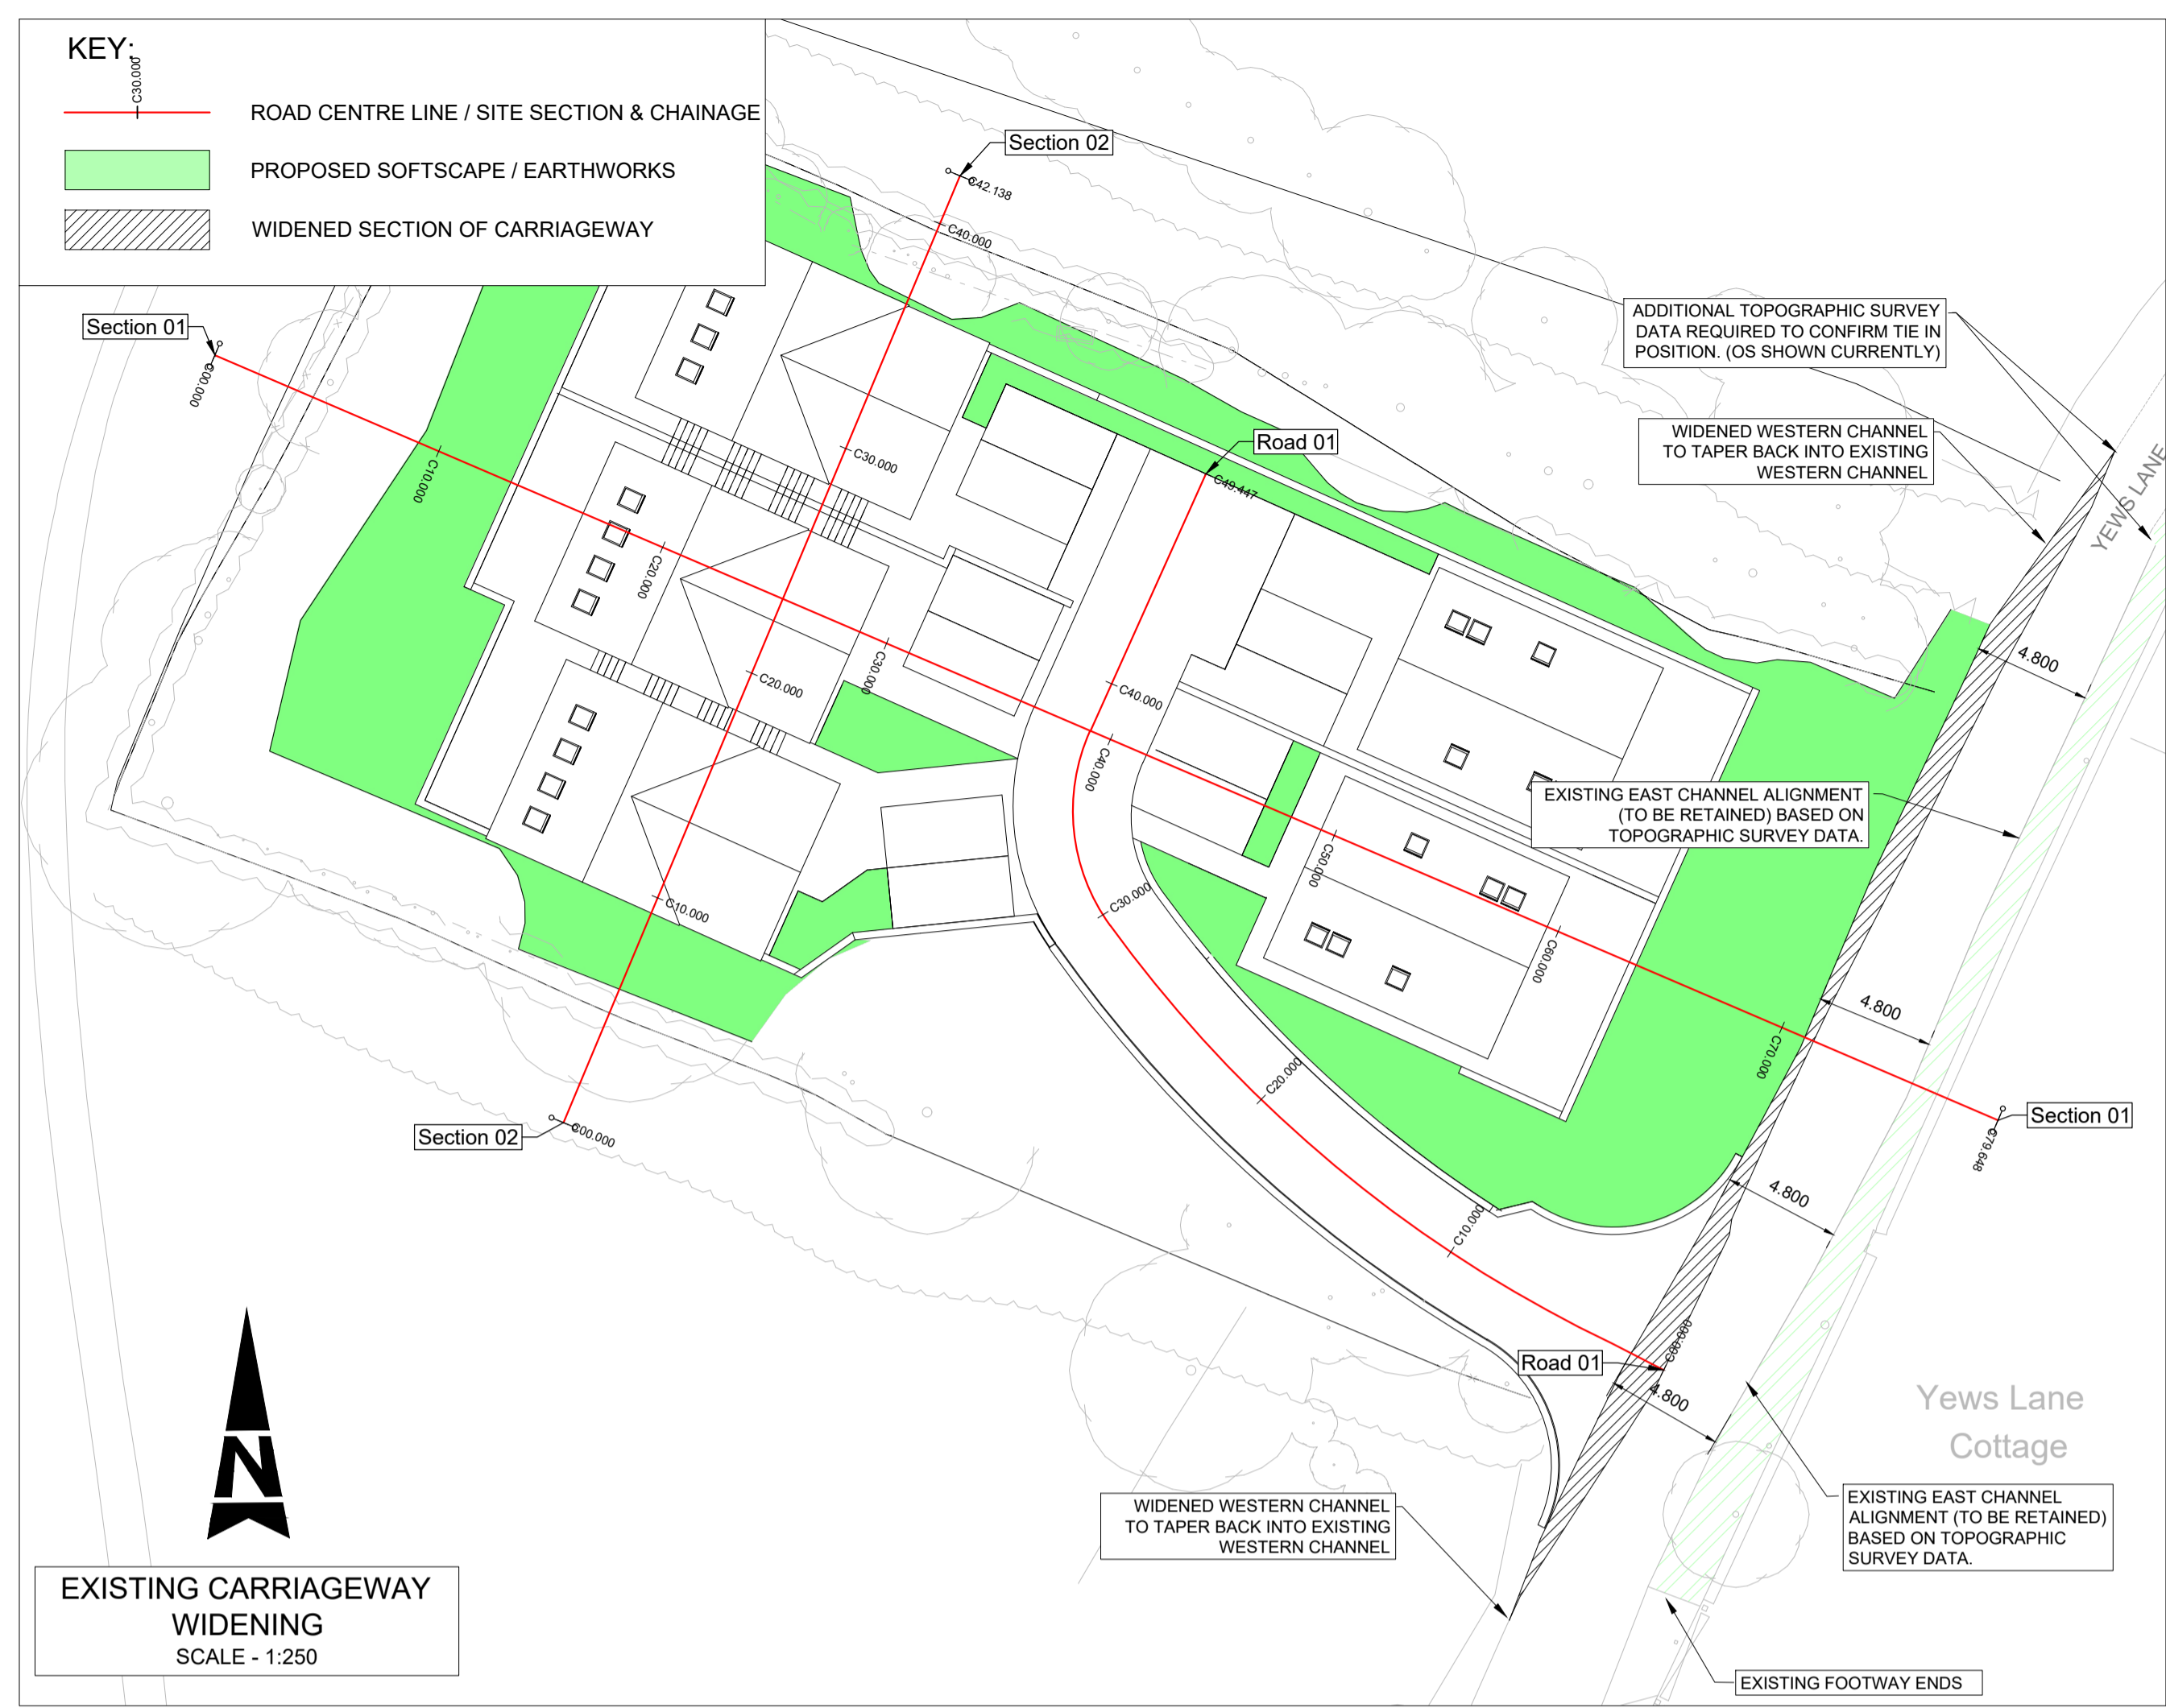 KEY:
C30.000
ROAD CENTRE LINE / SITE SECTION & CHAINAGE
PROPOSED SOFTSCAPE / EARTHWORKS
WIDENED SECTION OF CARRIAGEWAY
Section 02
C42.138
C40.000
Section 01
C00.000
ADDITIONAL TOPOGRAPHIC SURVEY
DATA REQUIRED TO CONFIRM TIE IN
POSITION. (OS SHOWN CURRENTLY)
WIDENED WESTERN CHANNEL
TO TAPER BACK INTO EXISTING
WESTERN CHANNEL
YEWS LANE
Road 01
C49.447
C10.000
C30.000
C20.000
C30.000
C20.000
C40.000
C40.000
4.800
EXISTING EAST CHANNEL ALIGNMENT
(TO BE RETAINED) BASED ON
TOPOGRAPHIC SURVEY DATA.
C50.000
C10.000
C30.000
C60.000
4.800
C70.000
C20.000
Section 02
C00.000
Section 01
C79.648
4.800
C10.000
C00.000
Road 01
4.800
Yews Lane
Cottage
N
WIDENED WESTERN CHANNEL
TO TAPER BACK INTO EXISTING
WESTERN CHANNEL
EXISTING EAST CHANNEL
ALIGNMENT (TO BE RETAINED)
BASED ON TOPOGRAPHIC
SURVEY DATA.
EXISTING CARRIAGEWAY
WIDENING
SCALE - 1:250
EXISTING FOOTWAY ENDS